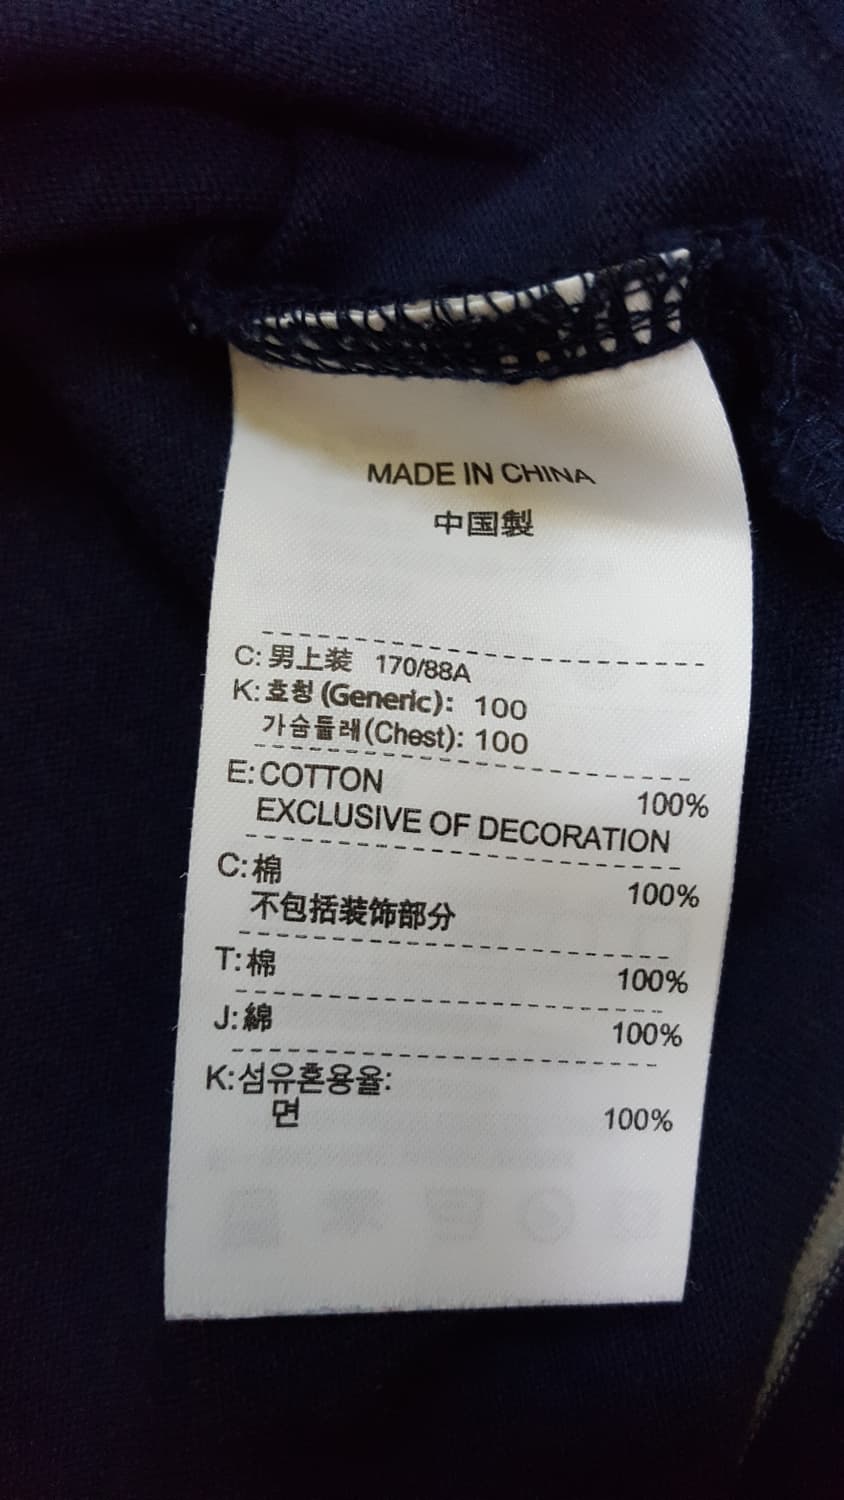 MADE IN CHINA
中国製
C: 男上装 170/88A
K: 호칭 (Generic): 100
가슴둘레(Chest): 100
E: COTTON 100%
EXCLUSIVE OF DECORATION
C: 棉 100%
不包括装饰部分
T: 棉 100%
J: 綿 100%
K: 섬유혼용율:
면 100%